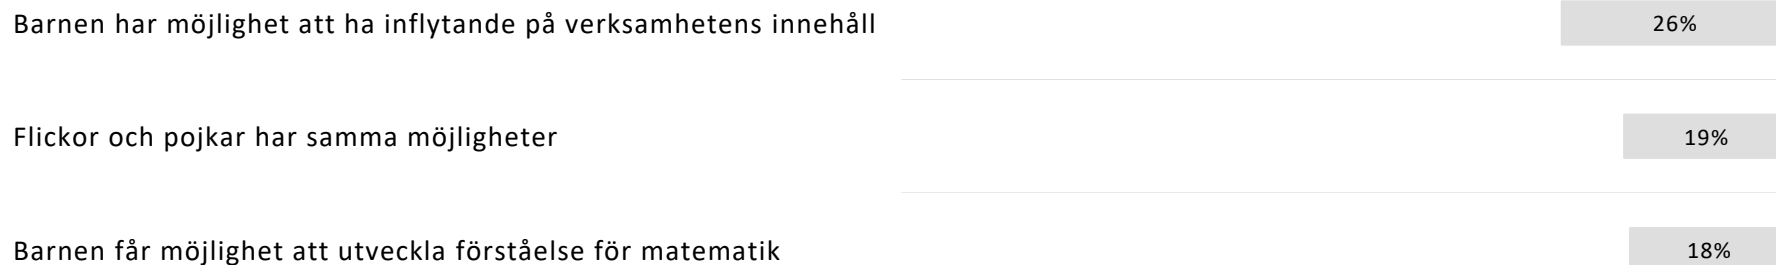 Barnen har möjlighet att ha inflytande på verksamhetens innehåll 26%
Flickor och pojkar har samma möjligheter 19%
Barnen får möjlighet att utveckla förståelse för matematik 18%